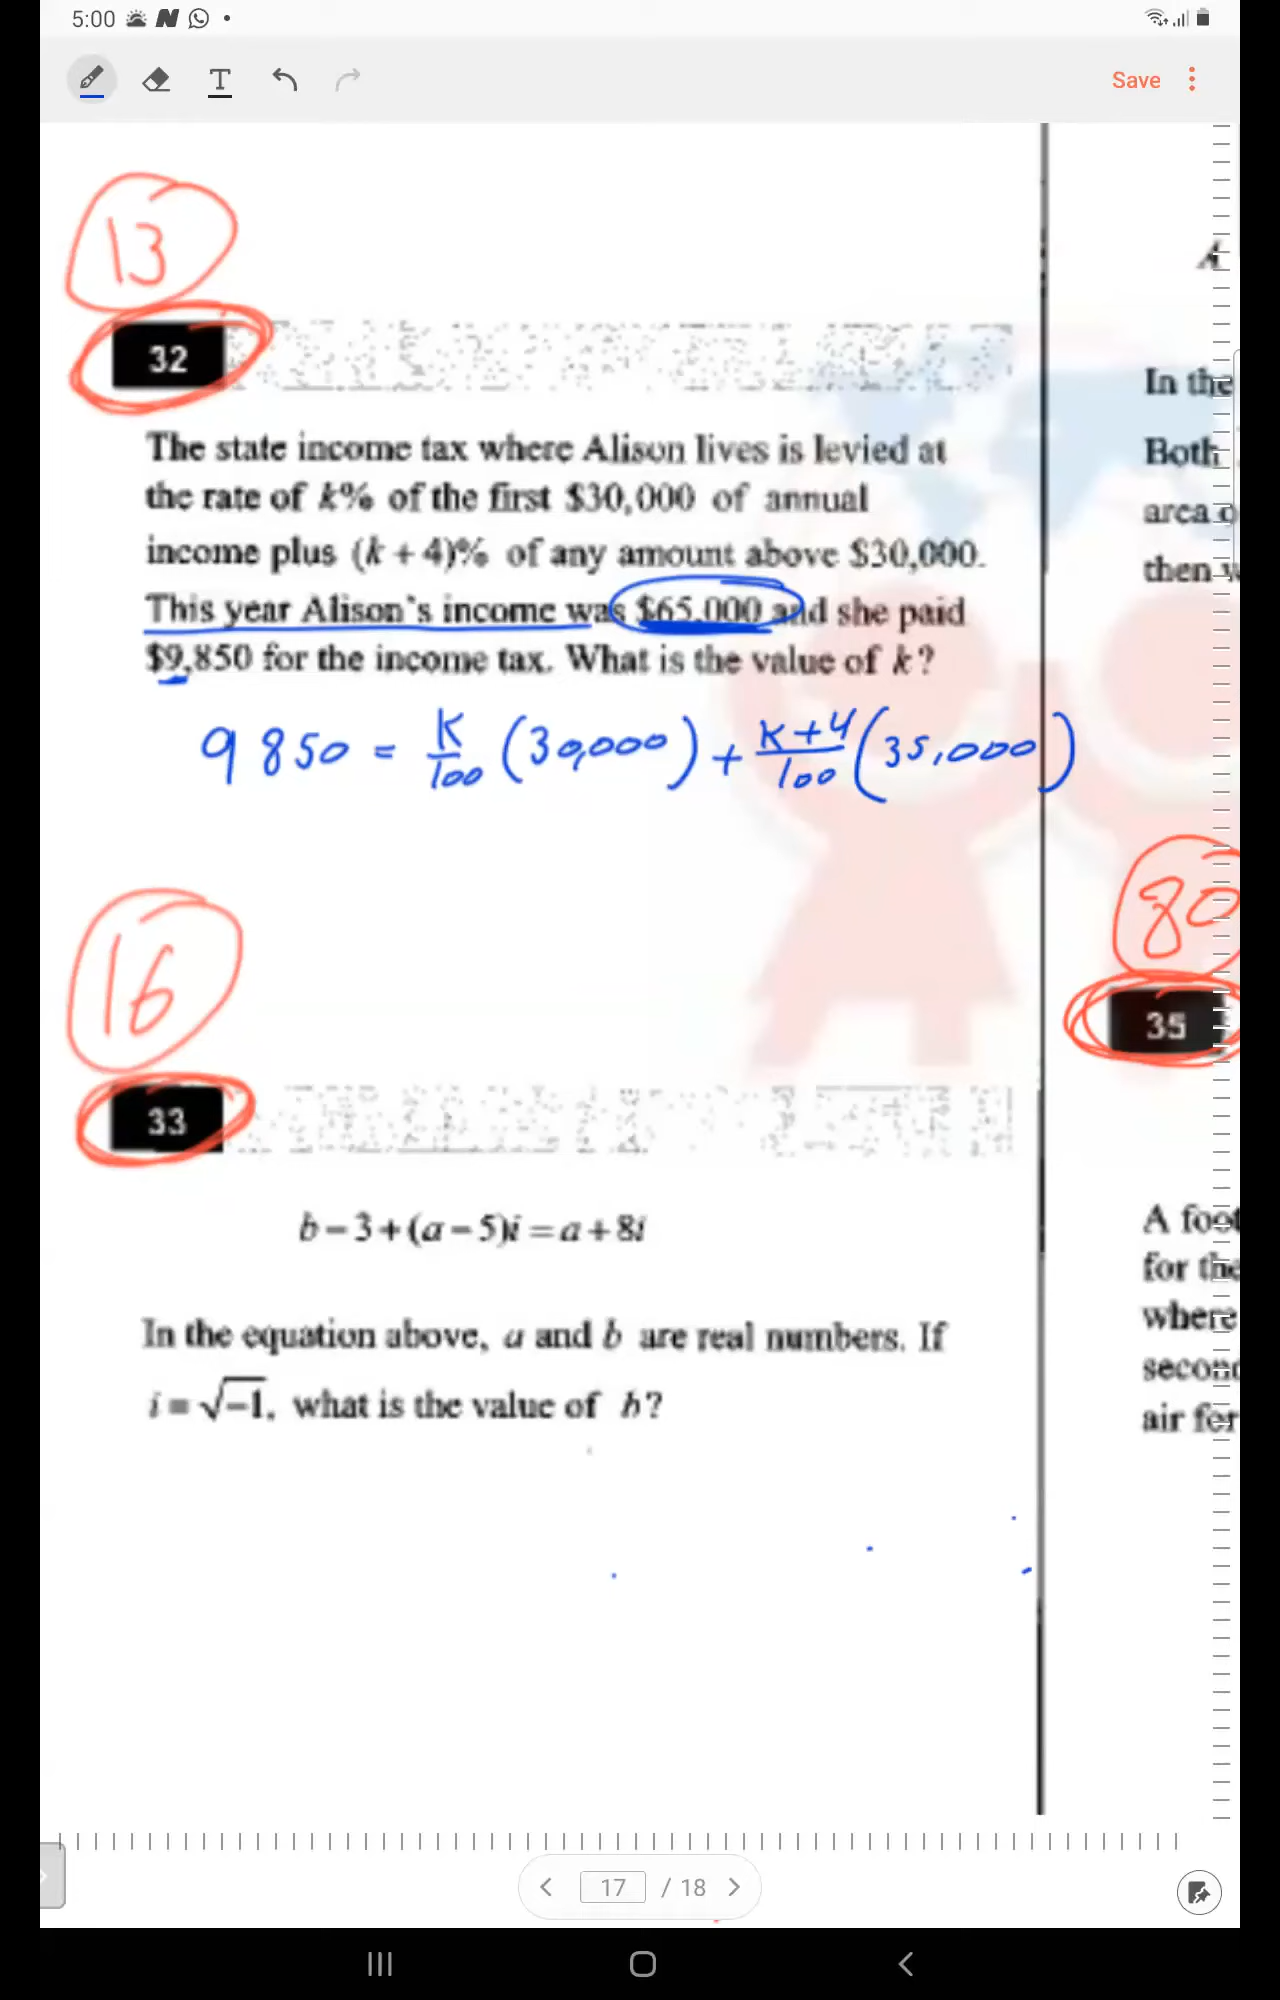 5:00
Save
13
32
The state income tax where Alison lives is levied at
the rate of k% of the first $30,000 of annual
income plus (k + 4)% of any amount above $30,000.
This year Alison's income was $65,000 and she paid
$9,850 for the income tax. What is the value of k?
9850 = K/100 (30,000) + K+4/100 (35,000)
16
33
b − 3 + (a − 5)i = a + 8i
In the equation above, a and b are real numbers. If
i = √−1, what is the value of b?
A
In the
Both
area o
then
80
35
A foot
for the
where
second
air for
17 / 18